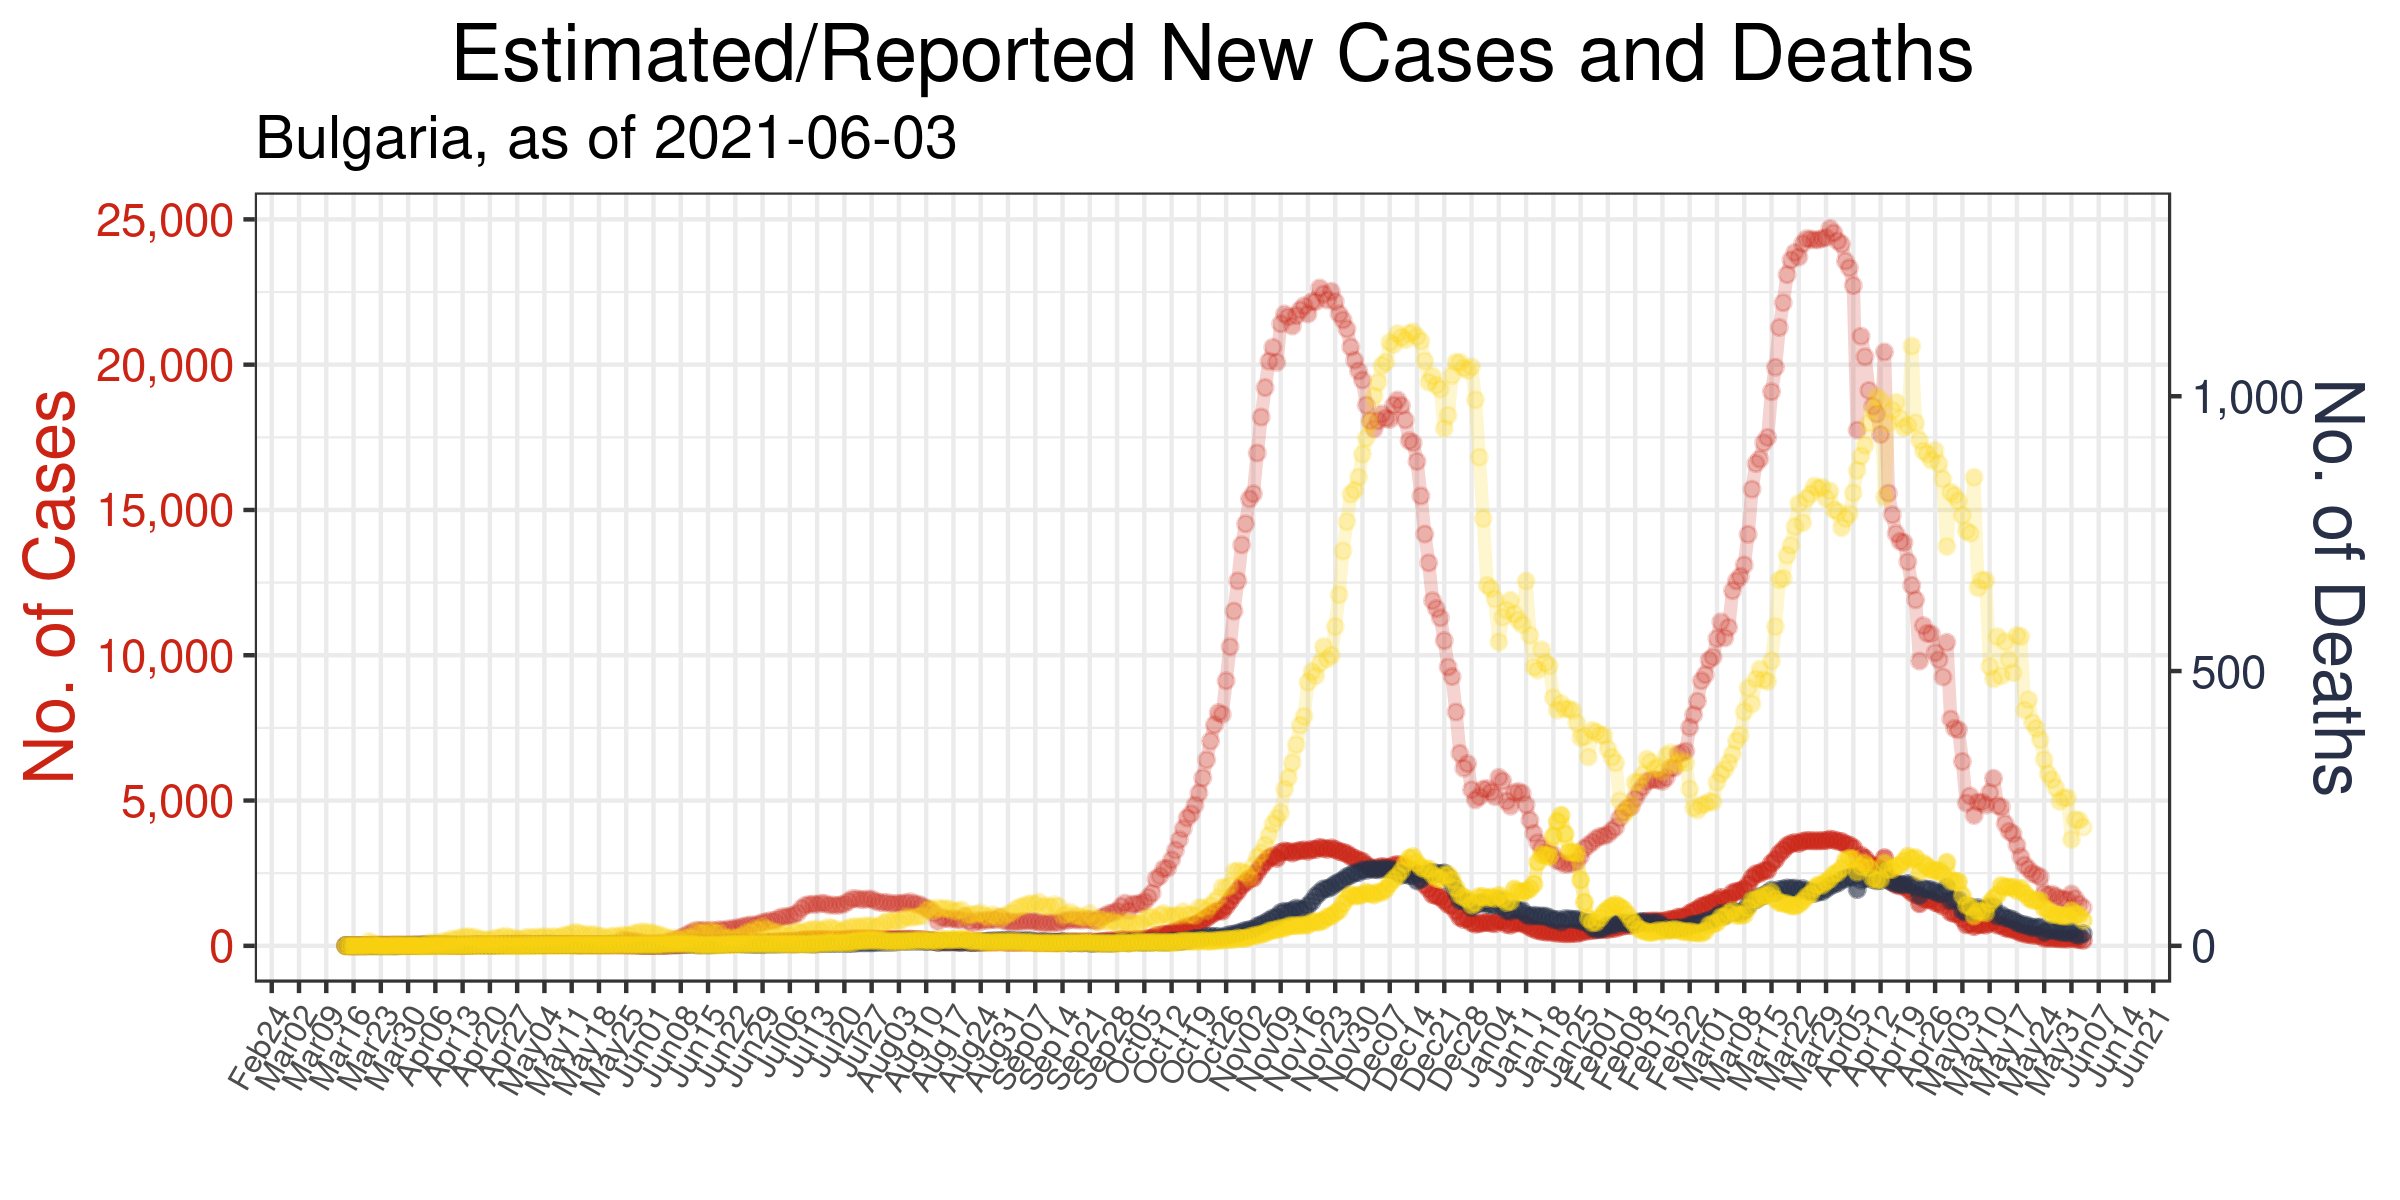 Estimated/Reported New Cases and Deaths
Bulgaria, as of 2021-06-03
No. of Cases
25,000
20,000
15,000
10,000
5,000
0
1,000
500
0
No. of Deaths
Feb24
Mar02
Mar09
Mar16
Mar23
Mar30
Apr06
Apr13
Apr20
Apr27
May04
May11
May18
May25
Jun01
Jun08
Jun15
Jun22
Jun29
Jul06
Jul13
Jul20
Jul27
Aug03
Aug10
Aug17
Aug24
Aug31
Sep07
Sep14
Sep21
Sep28
Oct05
Oct12
Oct19
Oct26
Nov02
Nov09
Nov16
Nov23
Nov30
Dec07
Dec14
Dec21
Dec28
Jan04
Jan11
Jan18
Jan25
Feb01
Feb08
Feb15
Feb22
Mar01
Mar08
Mar15
Mar22
Mar29
Apr05
Apr12
Apr19
Apr26
May03
May10
May17
May24
May31
Jun07
Jun14
Jun21